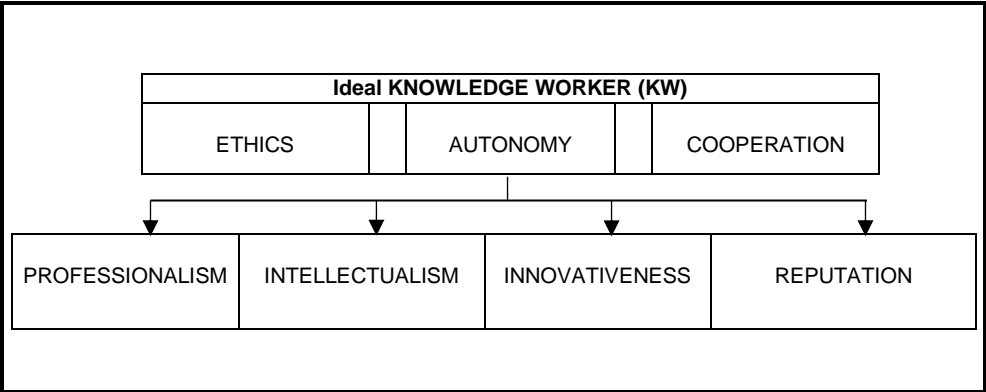 Ideal KNOWLEDGE WORKER (KW)
ETHICS AUTONOMY COOPERATION
PROFESSIONALISM INTELLECTUALISM INNOVATIVENESS REPUTATION